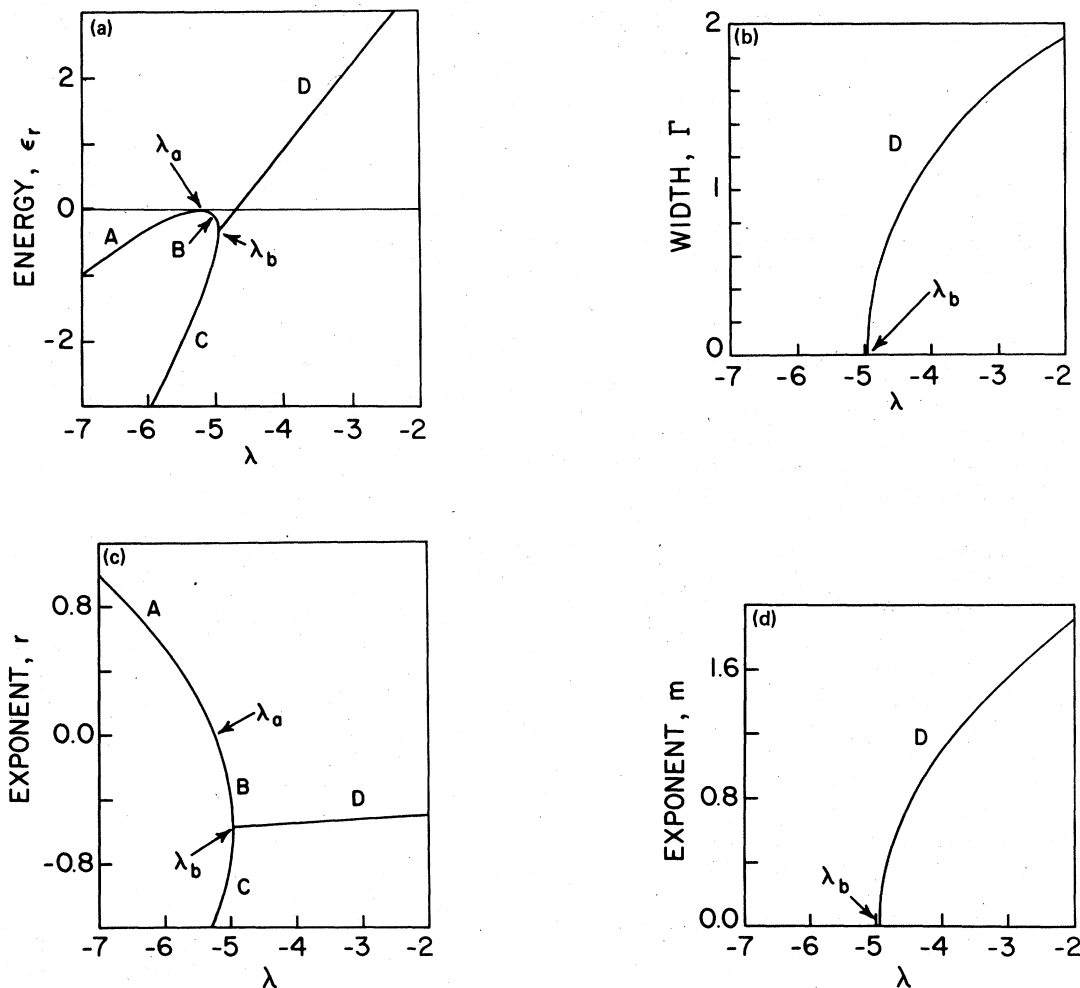 (a)
ENERGY, ϵr
2
0
-2
A
B
C
D
λa
λb
-7 -6 -5 -4 -3 -2
λ
(b)
WIDTH, Γ
2
1
0
D
λb
-7 -6 -5 -4 -3 -2
λ
(c)
EXPONENT, r
0.8
0.0
-0.8
A
λa
B
D
λb
C
-7 -6 -5 -4 -3 -2
λ
(d)
EXPONENT, m
1.6
0.8
0.0
D
λb
-7 -6 -5 -4 -3 -2
λ